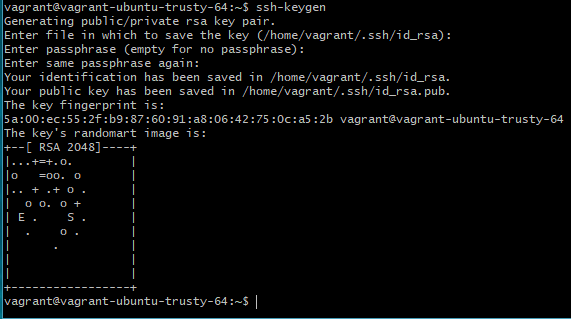 vagrant@vagrant-ubuntu-trusty-64:~$ ssh-keygen
Generating public/private rsa key pair.
Enter file in which to save the key (/home/vagrant/.ssh/id_rsa):
Enter passphrase (empty for no passphrase):
Enter same passphrase again:
Your identification has been saved in /home/vagrant/.ssh/id_rsa.
Your public key has been saved in /home/vagrant/.ssh/id_rsa.pub.
The key fingerprint is:
5a:00:ec:55:2f:b9:87:60:91:a8:06:42:75:0c:a5:2b vagrant@vagrant-ubuntu-trusty-64
The key's randomart image is:
+--[ RSA 2048]----+
|...+=+.o.        |
|o   =oo. o       |
|.. + .+ o .      |
|  o o. o +       |
| E .    S .      |
|  .    o .       |
|      .          |
|                 |
|                 |
+-----------------+
vagrant@vagrant-ubuntu-trusty-64:~$